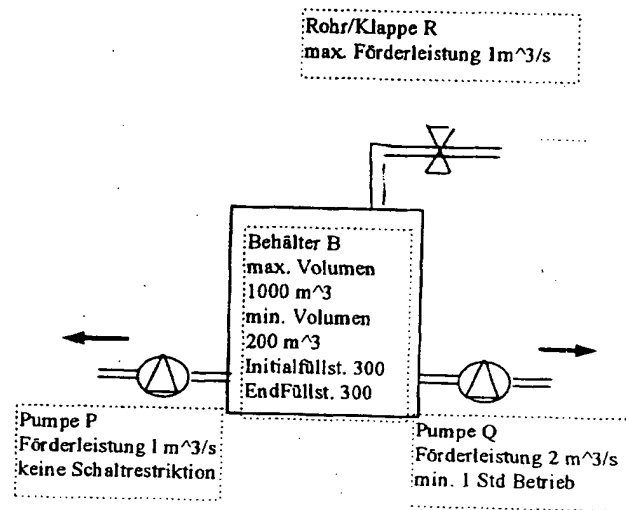 Rohr/Klappe R
max. Förderleistung 1m^3/s
Behälter B
max. Volumen
1000 m^3
min. Volumen
200 m^3
Initialfüllst. 300
EndFüllst. 300
Pumpe P
Förderleistung 1 m^3/s
keine Schaltrestriktion
Pumpe Q
Förderleistung 2 m^3/s
min. 1 Std Betrieb